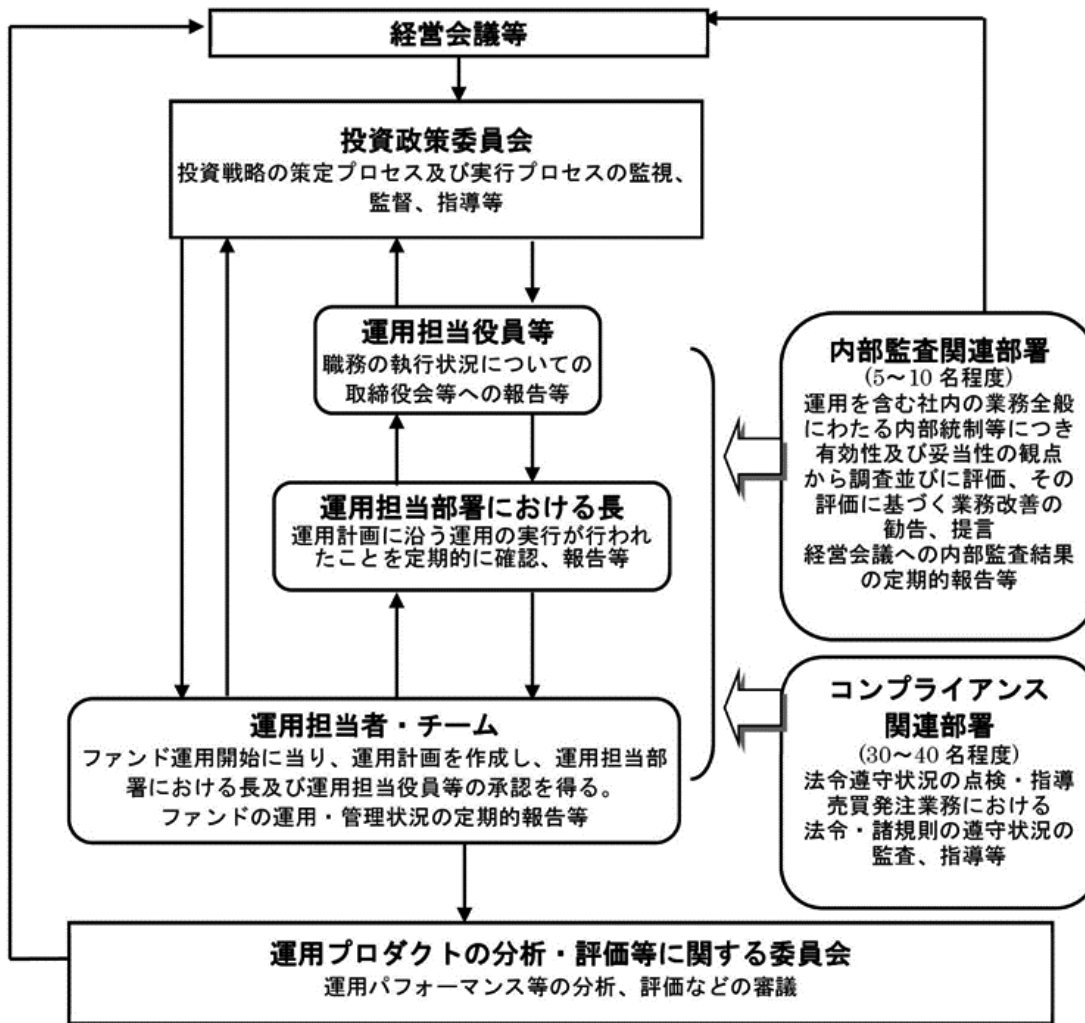 経営会議等
投資政策委員会
投資戦略の策定プロセス及び実行プロセスの監視、
監督、指導等
運用担当役員等
職務の執行状況についての
取締役会等への報告等
運用担当部署における長
運用計画に沿う運用の実行が行われ
たことを定期的に確認、報告等
運用担当者・チーム
ファンド運用開始に当り、運用計画を作成し、運用担当部
署における長及び運用担当役員等の承認を得る。
ファンドの運用・管理状況の定期的報告等
内部監査関連部署
(5～10 名程度)
運用を含む社内の業務全般
にわたる内部統制等につき
有効性及び妥当性の観点
から調査並びに評価、その
評価に基づく業務改善の
勧告、提言
経営会議への内部監査結果
の定期的報告等
コンプライアンス
関連部署
(30～40 名程度)
法令遵守状況の点検・指導
売買発注業務における
法令・諸規則の遵守状況の
監査、指導等
運用プロダクトの分析・評価等に関する委員会
運用パフォーマンス等の分析、評価などの審議